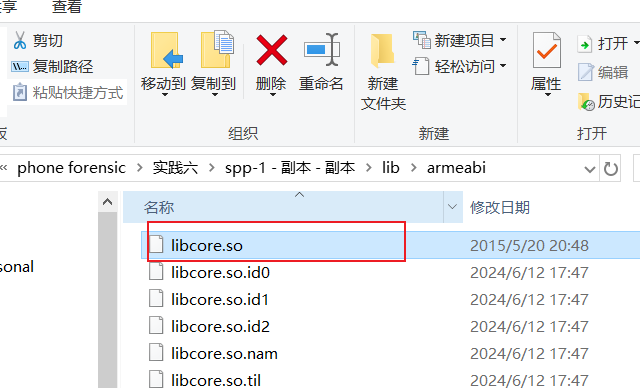 享 查看
剪切
复制路径
粘贴快捷方式
移动到 复制到 删除 重命名
新建
文件夹
新建项目
轻松访问
属性
打开
编辑
历史记
板 组织 新建 打开
« phone forensic > 实践六 > spp-1 - 副本 - 副本 > lib > armeabi
名称 修改日期
libcore.so 2015/5/20 20:48
sonal
libcore.so.id0 2024/6/12 17:47
libcore.so.id1 2024/6/12 17:47
libcore.so.id2 2024/6/12 17:47
libcore.so.nam 2024/6/12 17:47
libcore.so.til 2024/6/12 17:47